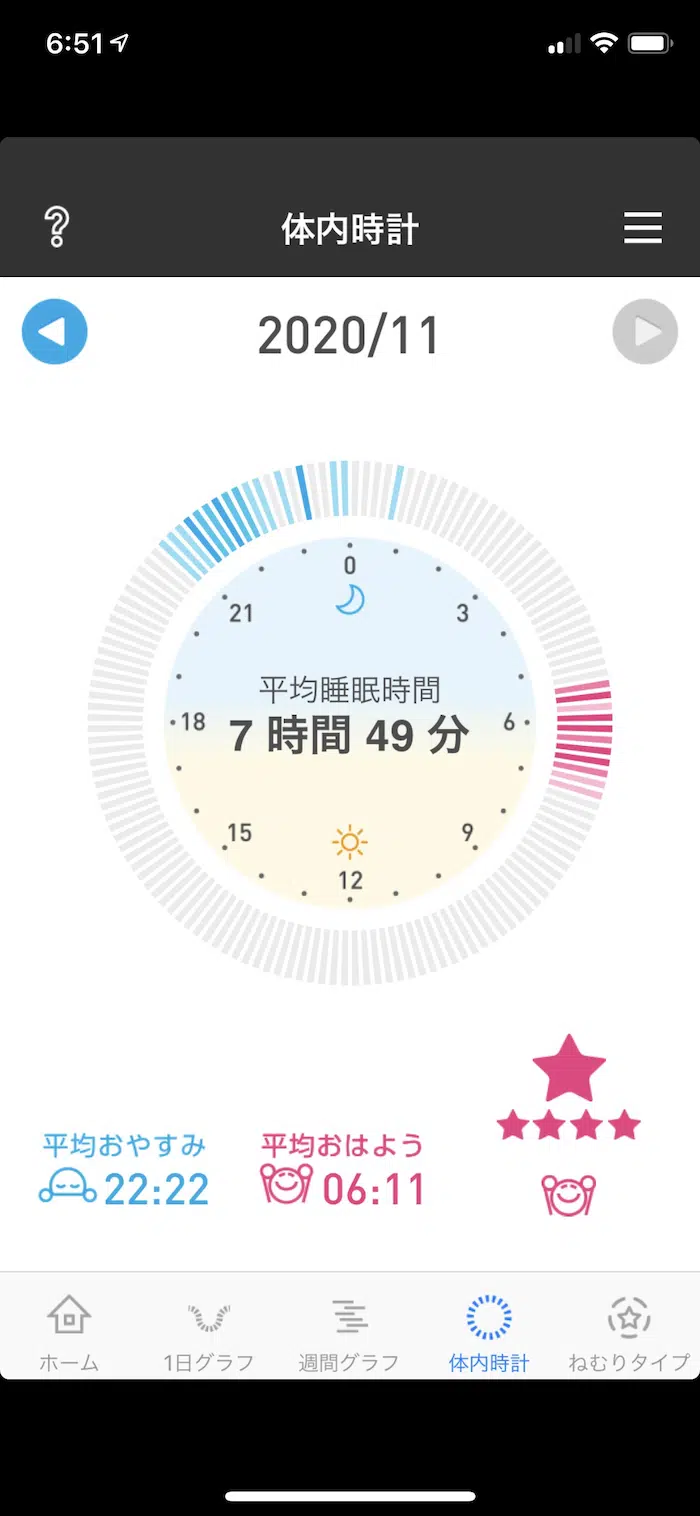 6:51
体内時計
2020/11
0
21
3
平均睡眠時間
18
7 時間 49 分
6
15
9
12
平均おやすみ
平均おはよう
22:22
06:11
ホーム
1日グラフ
週間グラフ
体内時計
ねむりタイプ